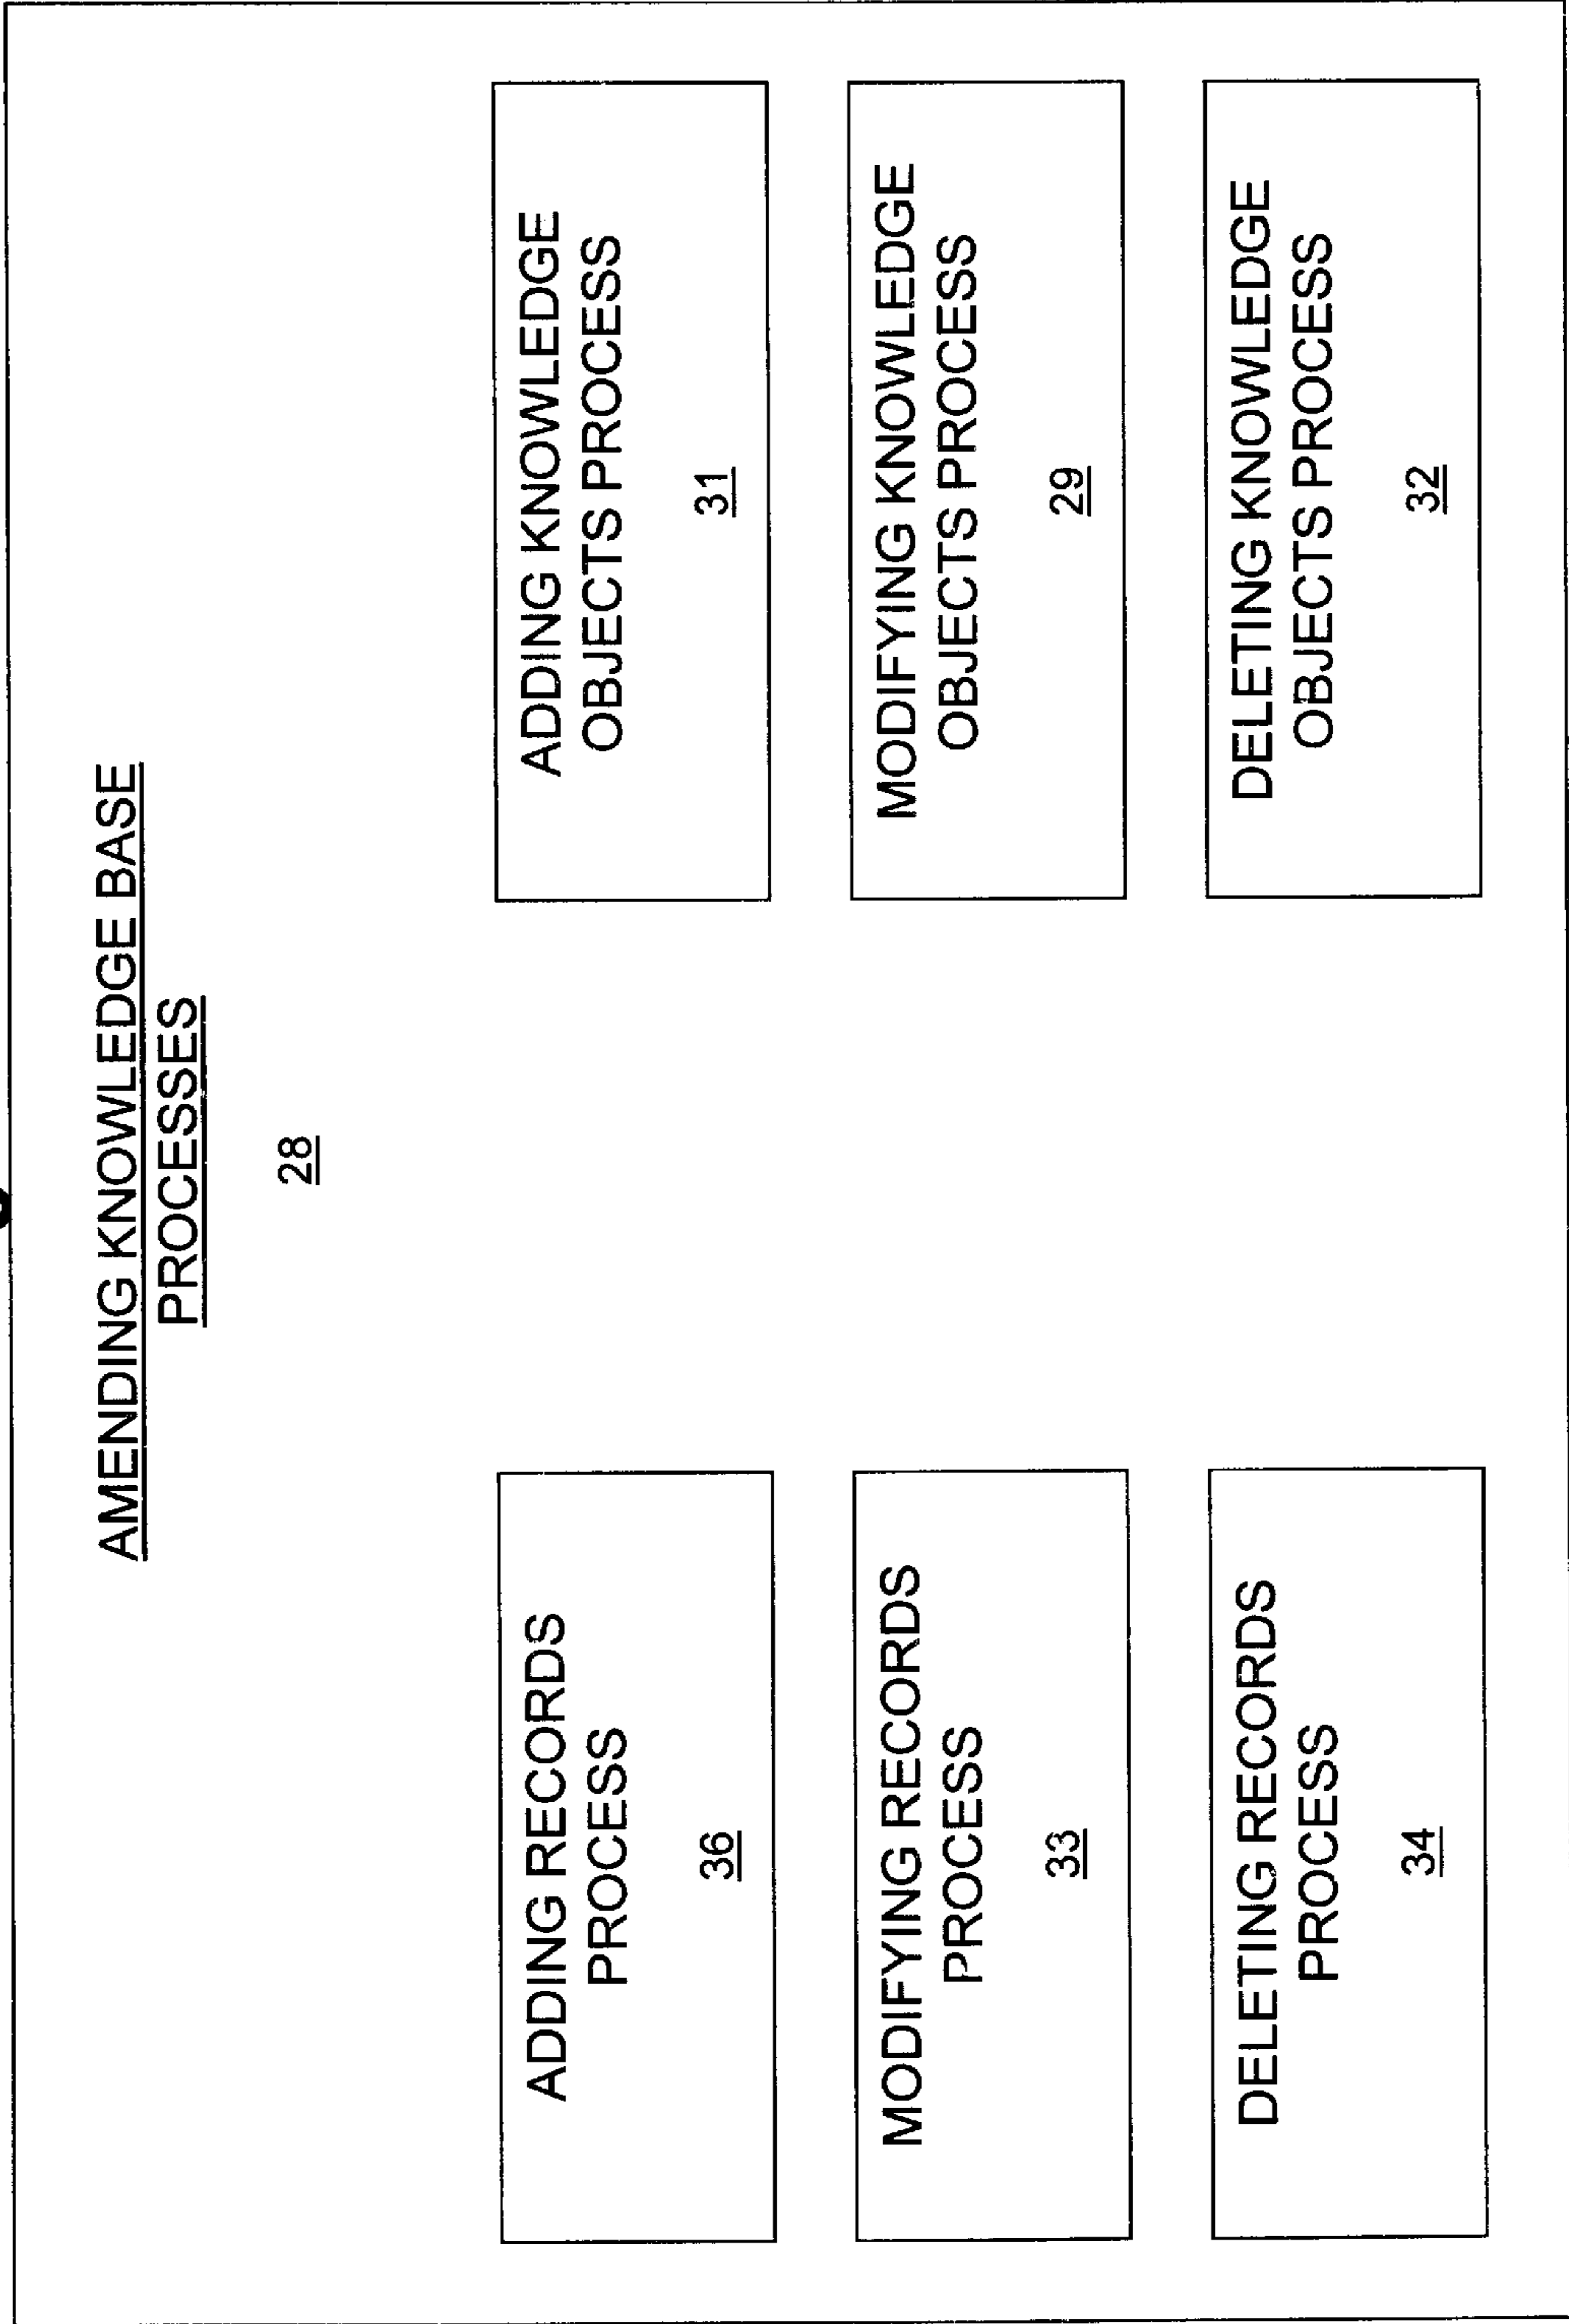 AMENDING KNOWLEDGE BASE
PROCESSES
28
ADDING RECORDS
PROCESS
36
ADDING KNOWLEDGE
OBJECTS PROCESS
31
MODIFYING RECORDS
PROCESS
33
MODIFYING KNOWLEDGE
OBJECTS PROCESS
29
DELETING RECORDS
PROCESS
34
DELETING KNOWLEDGE
OBJECTS PROCESS
32